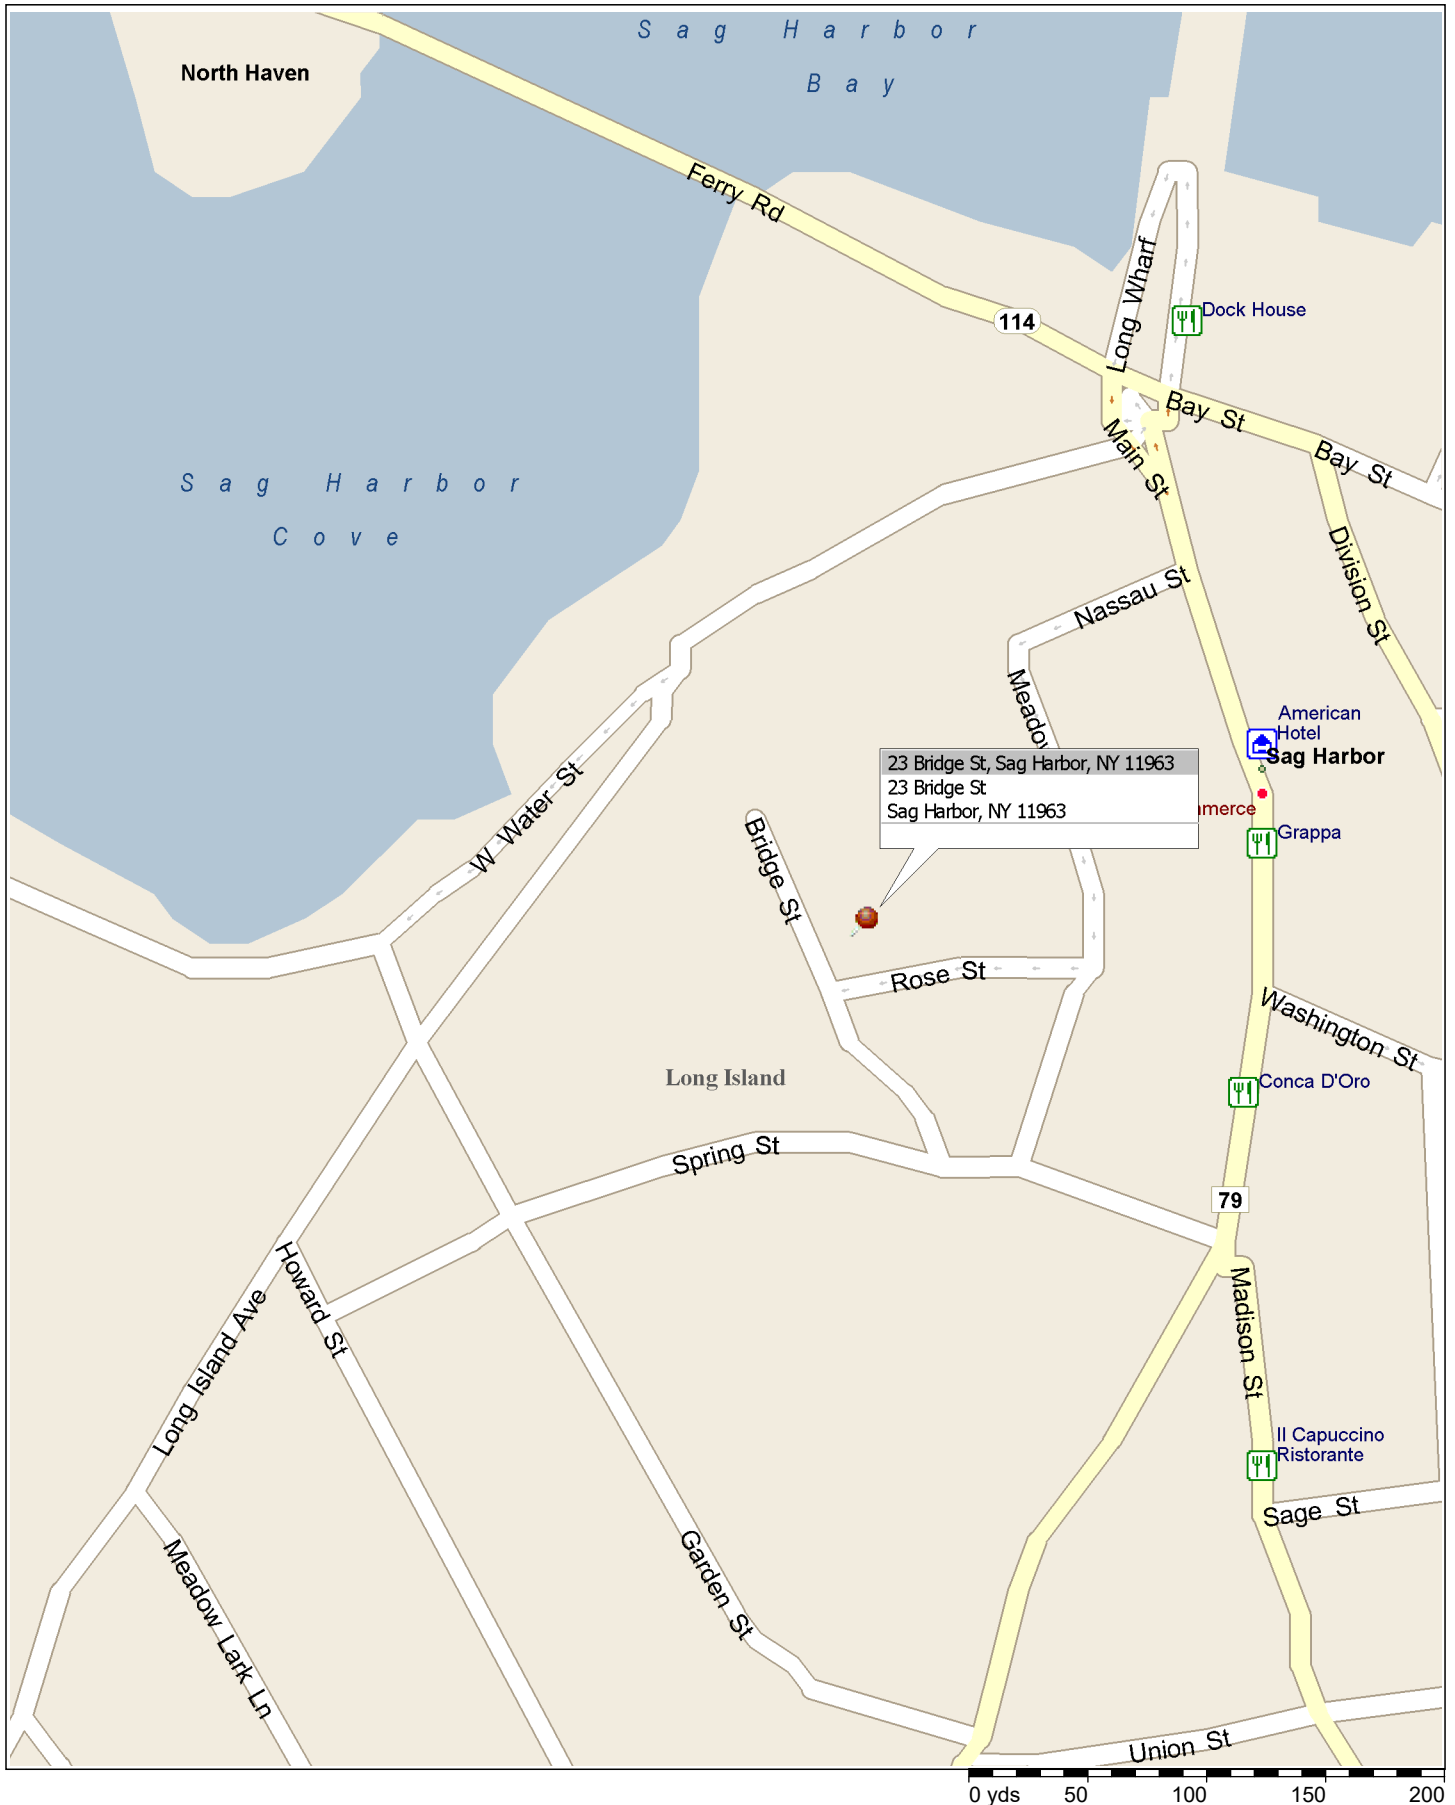 Sag Harbor
Bay
North Haven
Ferry Rd
Long Wharf
Dock House
114
Bay St
Main St
Bay St
Sag Harbor
Cove
Division St
Nassau St
American
Hotel
Sag Harbor
23 Bridge St, Sag Harbor, NY 11963
23 Bridge St
Sag Harbor, NY 11963
Grappa
W Water St
Bridge St
Rose St
Washington St
Long Island
Conca D'Oro
Spring St
79
Howard St
Madison St
Long Island Ave
Il Capuccino
Ristorante
Sage St
Garden St
Meadow Lark Ln
Union St
0 yds 50 100 150 200